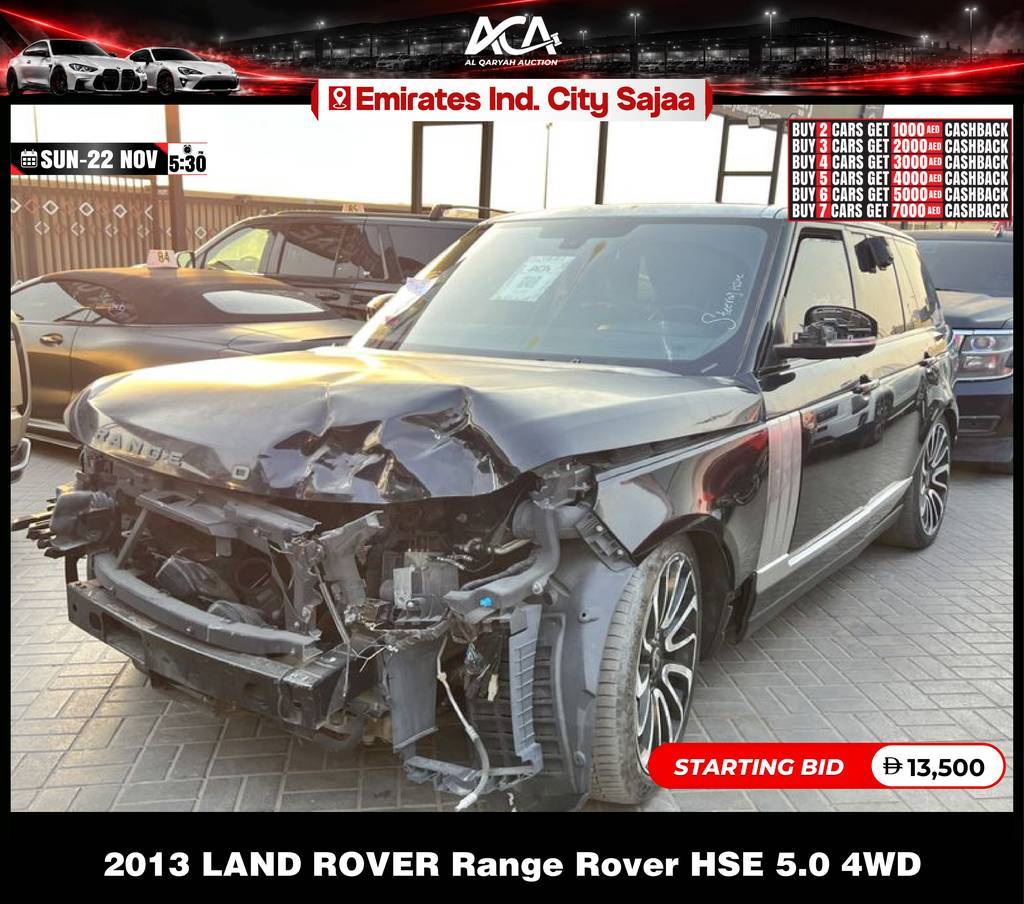 ACA
AL QARYAH AUCTION
Emirates Ind. City Sajaa
SUN-22 NOV 5:30
BUY 2 CARS GET 1000 AED CASHBACK
BUY 3 CARS GET 2000 AED CASHBACK
BUY 4 CARS GET 3000 AED CASHBACK
BUY 5 CARS GET 4000 AED CASHBACK
BUY 6 CARS GET 5000 AED CASHBACK
BUY 7 CARS GET 7000 AED CASHBACK
84
ACA
RANGE O
STARTING BID 13,500
2013 LAND ROVER Range Rover HSE 5.0 4WD